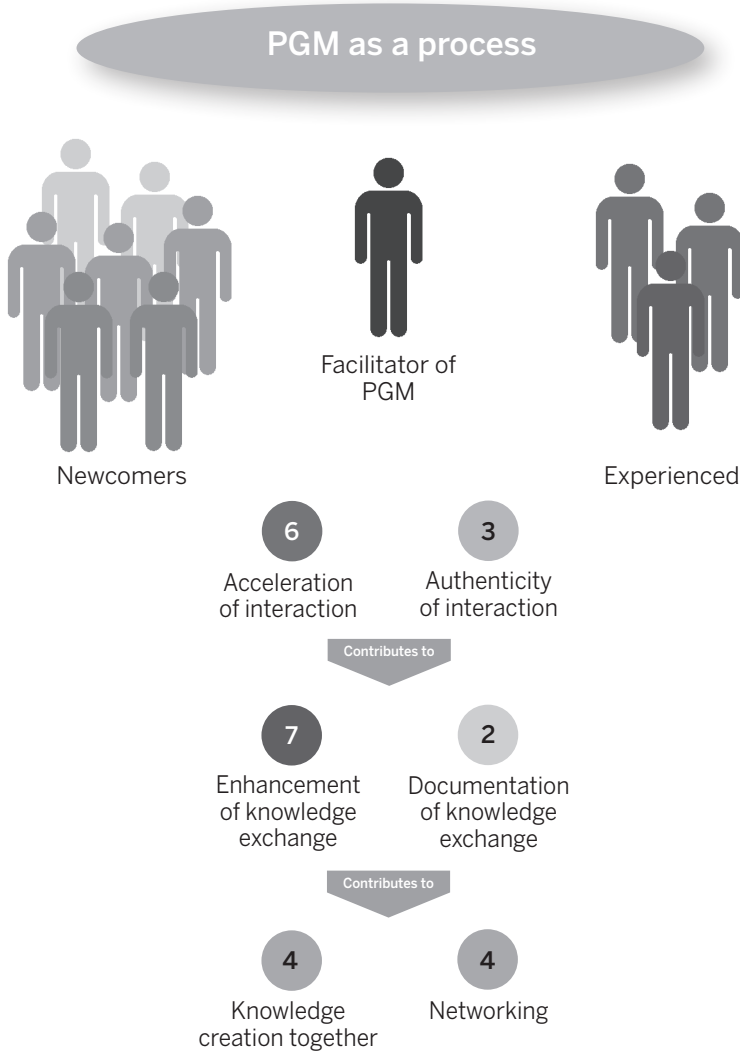 PGM as a process
Facilitator of
PGM
Newcomers
Experienced
6
3
Acceleration
of interaction
Authenticity
of interaction
Contributes to
7
2
Enhancement
of knowledge
exchange
Documentation
of knowledge
exchange
Contributes to
4
4
Knowledge
creation together
Networking